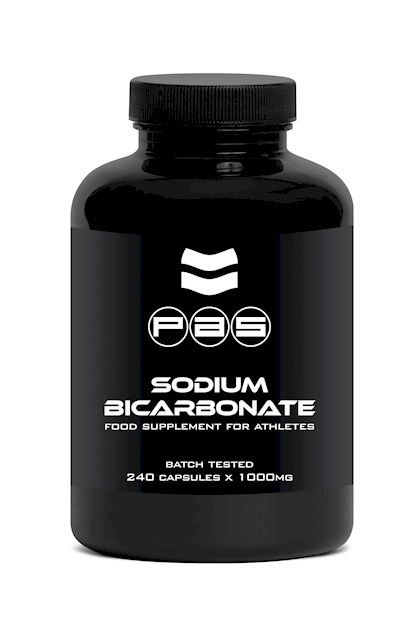 PAS
SODIUM
BICARBONATE
FOOD SUPPLEMENT FOR ATHLETES
BATCH TESTED
240 CAPSULES X 1000MG